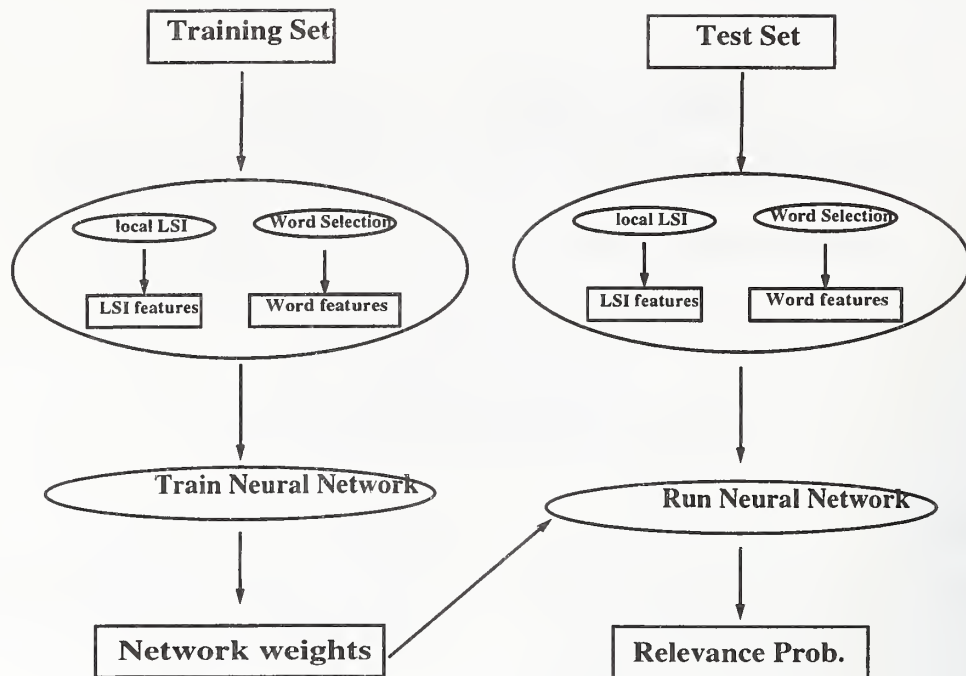 Training Set
local LSI
Word Selection
LSI features
Word features
Train Neural Network
Network weights
Test Set
local LSI
Word Selection
LSI features
Word features
Run Neural Network
Relevance Prob.